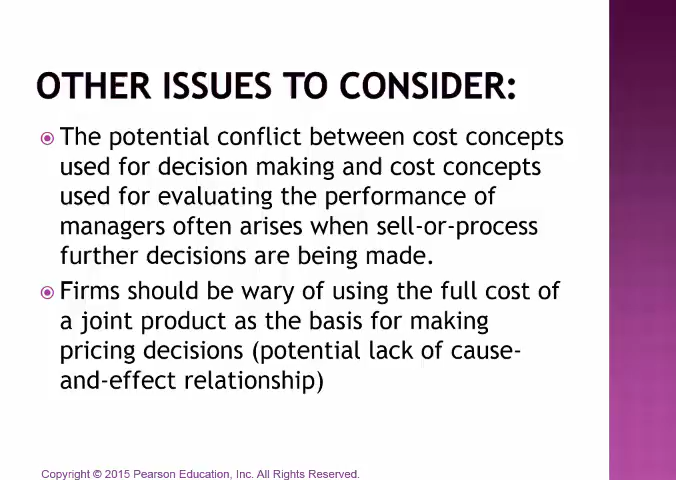 OTHER ISSUES TO CONSIDER:
The potential conflict between cost concepts
used for decision making and cost concepts
used for evaluating the performance of
managers often arises when sell-or-process
further decisions are being made.
Firms should be wary of using the full cost of
a joint product as the basis for making
pricing decisions (potential lack of cause-
and-effect relationship)
Copyright © 2015 Pearson Education, Inc. All Rights Reserved.